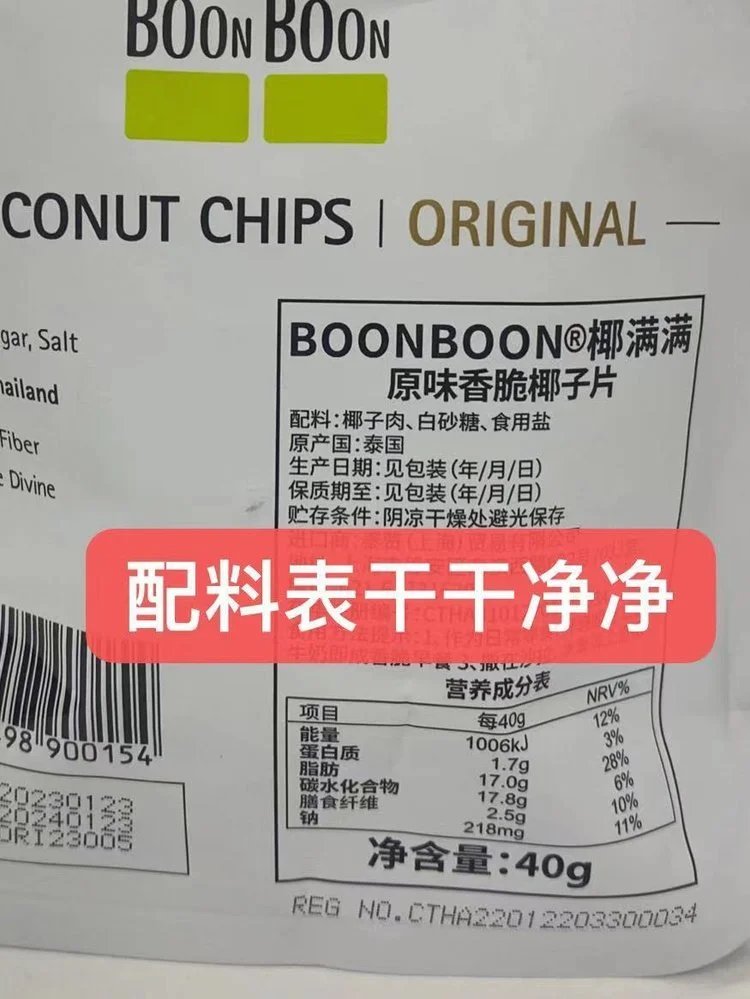 BOON BOON
CONUT CHIPS | ORIGINAL
gar, Salt
ailand
Fiber
Divine
BOONBOON®椰满满
原味香脆椰子片
配料:椰子肉、白砂糖、食用盐
原产国:泰国
生产日期:见包装(年/月/日)
保质期至:见包装(年/月/日)
贮存条件:阴凉干燥处避光保存
配料表干干净净
营养成分表
项目 每40g NRV%
能量 1006kJ 12%
蛋白质 1.7g 3%
脂肪 17.0g 28%
碳水化合物 17.8g 6%
膳食纤维 2.5g 10%
钠 218mg 11%
净含量:40g
98 900154
20230123
20240123
ORI23005
REG NO.CTHA22012203300034